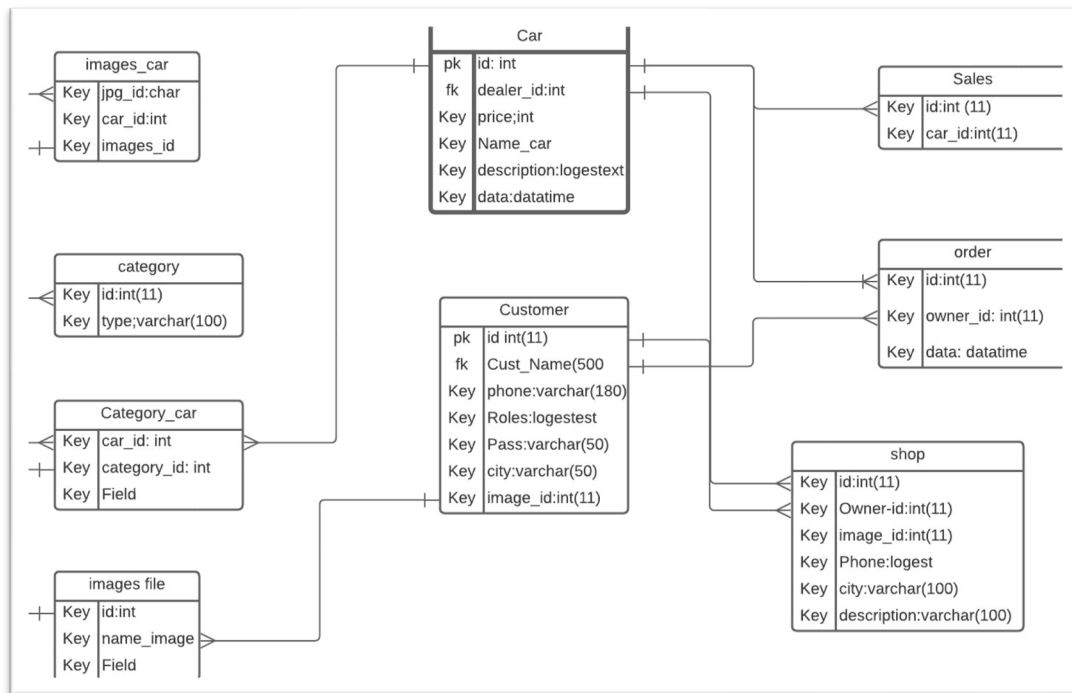 images_car
Key jpg_id:char
Key car_id:int
Key images_id
category
Key id:int(11)
Key type;varchar(100)
Category_car
Key car_id: int
Key category_id: int
Key Field
images file
Key id:int
Key name_image
Key Field
Car
pk id: int
fk dealer_id:int
Key price;int
Key Name_car
Key description:logestext
Key data:datatime
Customer
pk id int(11)
fk Cust_Name(500
Key phone:varchar(180)
Key Roles:logestest
Key Pass:varchar(50)
Key city:varchar(50)
Key image_id:int(11)
Sales
Key id:int (11)
Key car_id:int(11)
order
Key id:int(11)
Key owner_id: int(11)
Key data: datatime
shop
Key id:int(11)
Key Owner-id:int(11)
Key image_id:int(11)
Key Phone:logest
Key city:varchar(100)
Key description:varchar(100)